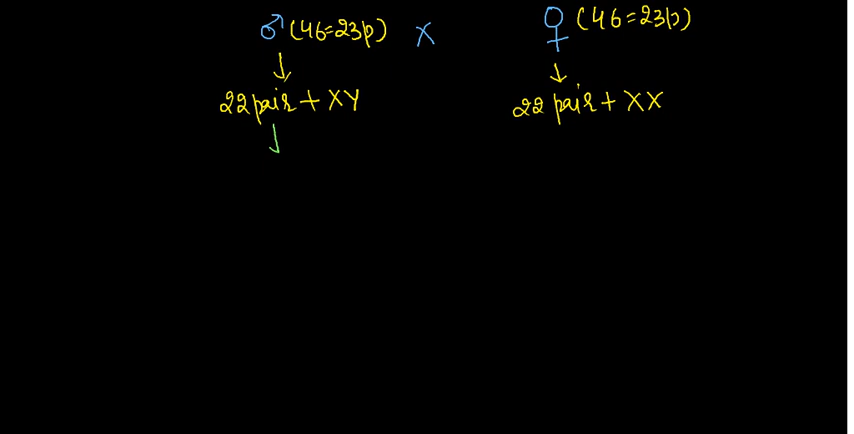 ♂ (46=23p) X ♀ (46=23p)
22 pair + XY 22 pair + XX